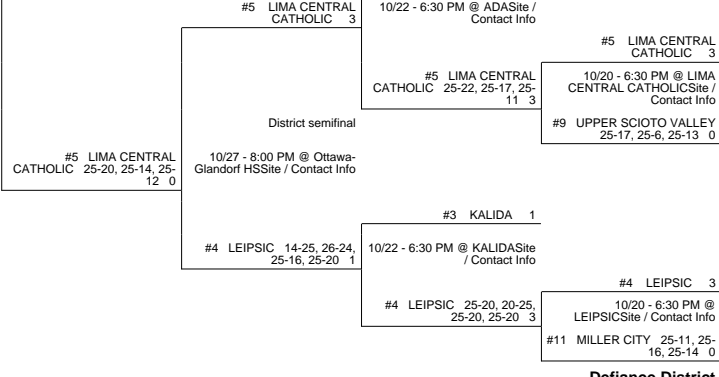 #5 LIMA CENTRAL
CATHOLIC 3
10/22 - 6:30 PM @ ADASite /
Contact Info
#5 LIMA CENTRAL
CATHOLIC 3
#5 LIMA CENTRAL
CATHOLIC 25-22, 25-17, 25-
11 3
10/20 - 6:30 PM @ LIMA
CENTRAL CATHOLICSite /
Contact Info
District semifinal
#9 UPPER SCIOTO VALLEY
25-17, 25-6, 25-13 0
#5 LIMA CENTRAL
CATHOLIC 25-20, 25-14, 25-
12 0
10/27 - 8:00 PM @ Ottawa-
Glandorf HSSite / Contact Info
#3 KALIDA 1
#4 LEIPSIC 14-25, 26-24,
25-16, 25-20 1
10/22 - 6:30 PM @ KALIDASite
/ Contact Info
#4 LEIPSIC 3
#4 LEIPSIC 25-20, 20-25,
25-20, 25-20 3
10/20 - 6:30 PM @
LEIPSICSite / Contact Info
#11 MILLER CITY 25-11, 25-
16, 25-14 0
Defiance District